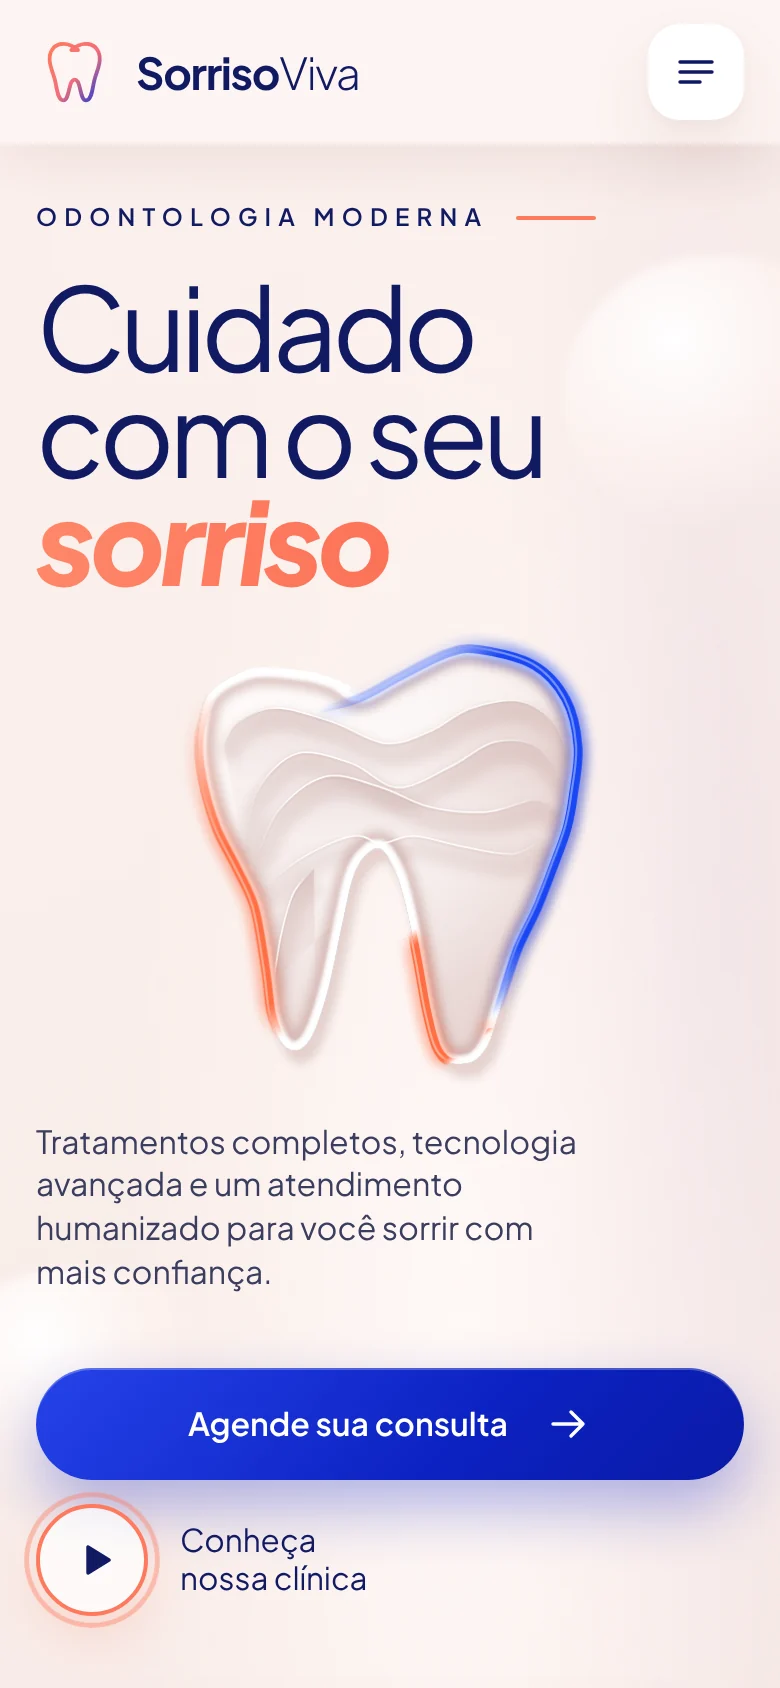 SorrisoViva
ODONTOLOGIA MODERNA
Cuidado
com o seu
sorriso
Tratamentos completos, tecnologia
avançada e um atendimento
humanizado para você sorrir com
mais confiança.
Agende sua consulta
Conheça
nossa clínica